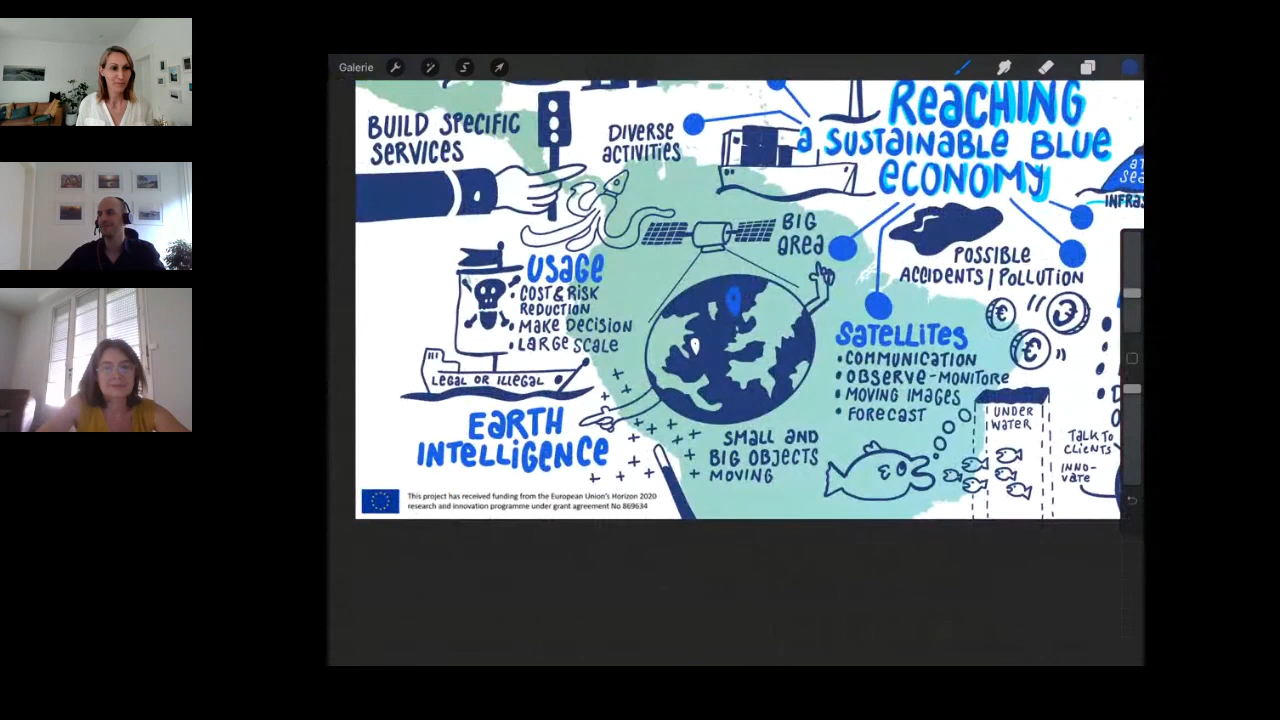 Galerie
REACHING
a SUSTAINABLE BLUE
ECONOMY
BUILD SPECIFIC
SERVICES
DIVERSE
ACTIVITIES
BIG
AREA
INFRAS
POSSIBLE
ACCIDENTS/POLLUTION
USAGE
• COST & RISK
REDUCTION
• MAKE DECISION
• LARGE SCALE
LEGAL OR ILLEGAL
EARTH
INTELLIGENCE
SATELLITES
• COMMUNICATION
• OBSERVE-MONITORE
• MOVING IMAGES
• FORECAST
SMALL AND
BIG OBJECTS
MOVING
UNDER
WATER
TALK TO
CLIENTS
INNO-
VATE
This project has received funding from the European Union's Horizon 2020
research and innovation programme under grant agreement No 869634